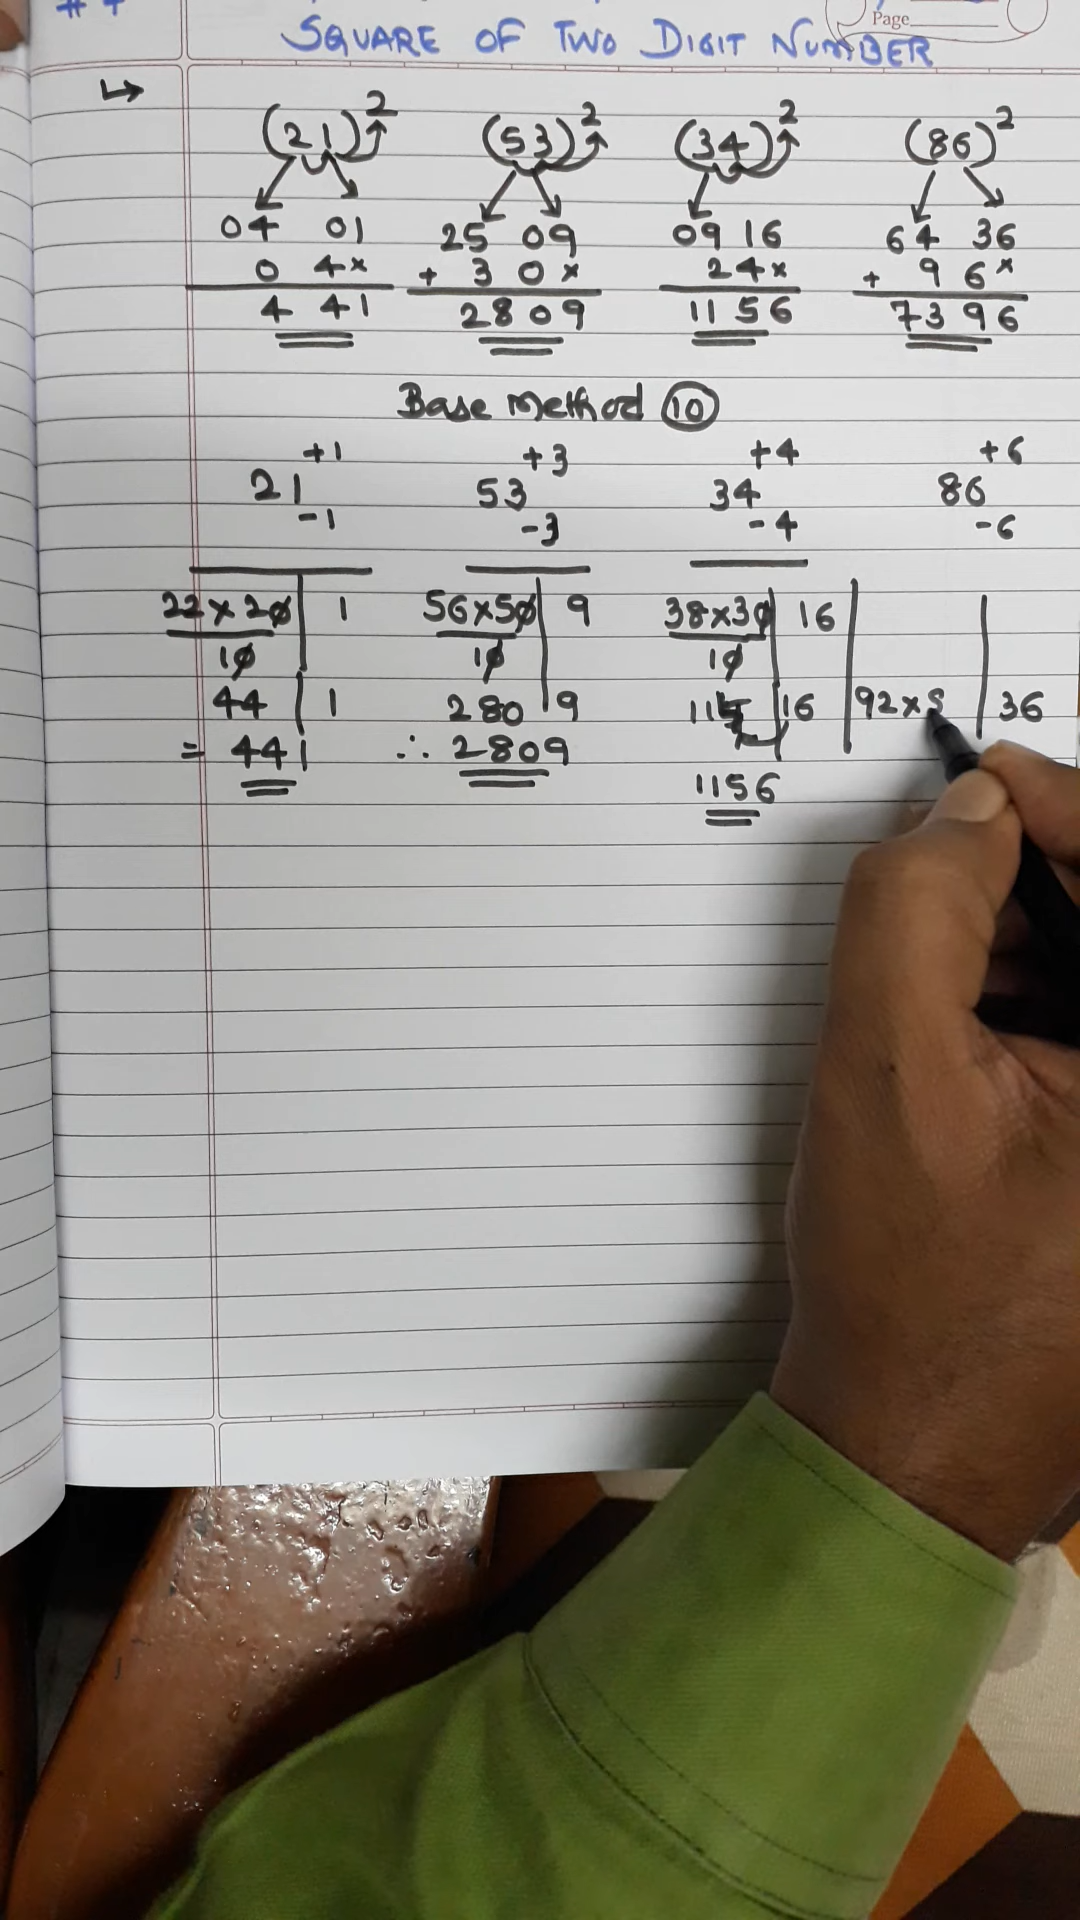 Page
SQUARE OF TWO DIGIT NUMBER
↳
(21)² (53)² (34)² (86)²
04 01 25 09 09 16 64 36
0 4× + 3 0× 24× + 9 6×
4 41 2809 1156 7396
Base Method 10
+1 +3 +4 +6
21 53 34 86
-1 -3 -4 -6
22×20 | 1 56×50 | 9 38×30 | 16
10 10 10
44 | 1 280 | 9 114 | 16 92× | 36
= 441 ∴ 2809
1156